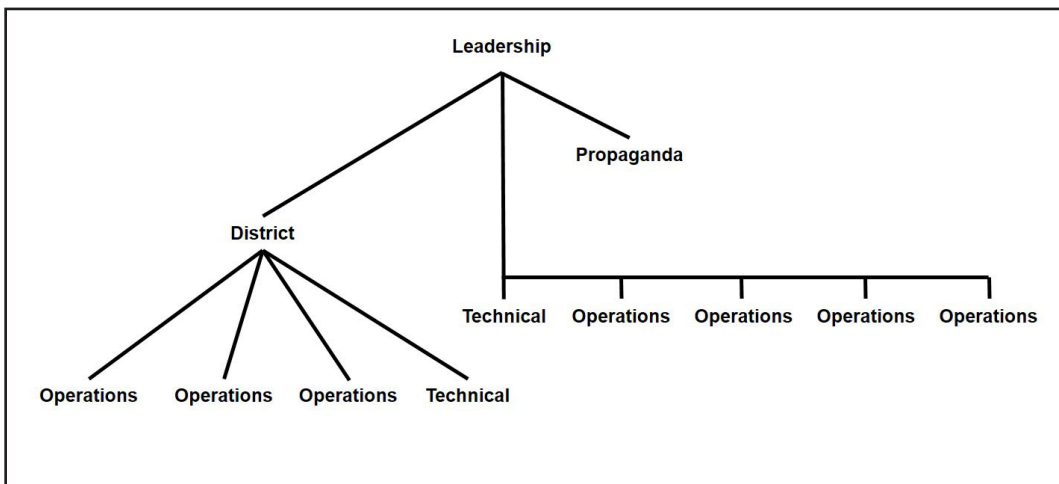 Leadership
Propaganda
District
Technical Operations Operations Operations Operations
Operations Operations Operations Technical